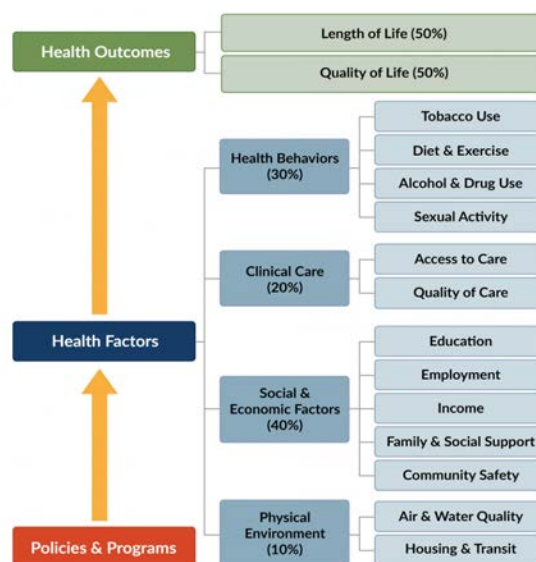 Health Outcomes
Length of Life (50%)
Quality of Life (50%)
Health Factors
Health Behaviors
(30%)
Tobacco Use
Diet & Exercise
Alcohol & Drug Use
Sexual Activity
Clinical Care
(20%)
Access to Care
Quality of Care
Social &
Economic Factors
(40%)
Education
Employment
Income
Family & Social Support
Community Safety
Physical
Environment
(10%)
Air & Water Quality
Housing & Transit
Policies & Programs